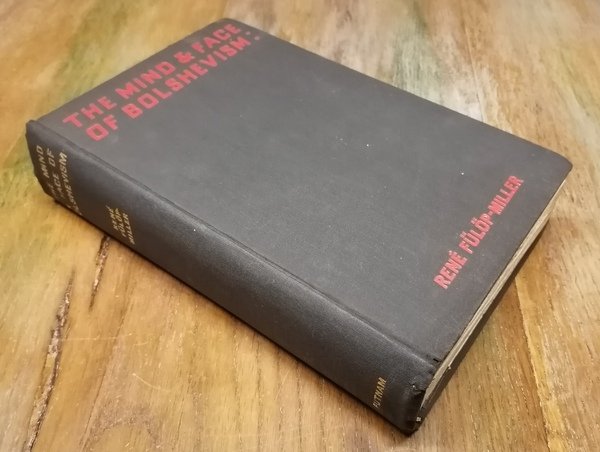 THE MIND & FACE
OF BOLSHEVISM:
RENÉ FÜLÖP-MILLER
THE MIND
& FACE OF
BOLSHEVISM
RENÉ
FÜLÖP-
MILLER
PUTNAM